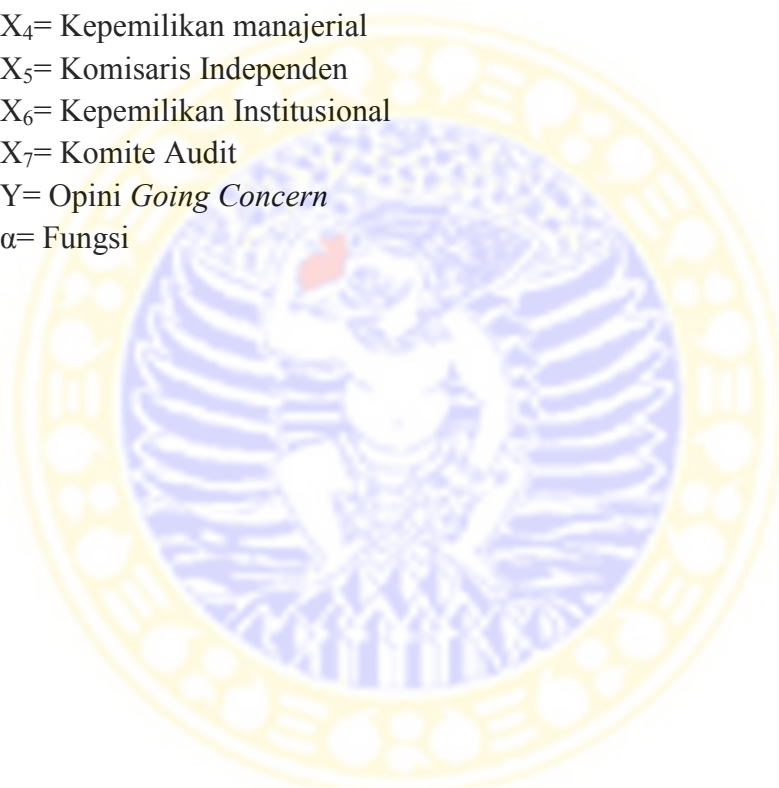 X₄= Kepemilikan manajerial
X₅= Komisaris Independen
X₆= Kepemilikan Institusional
X₇= Komite Audit
Y= Opini Going Concern
α= Fungsi